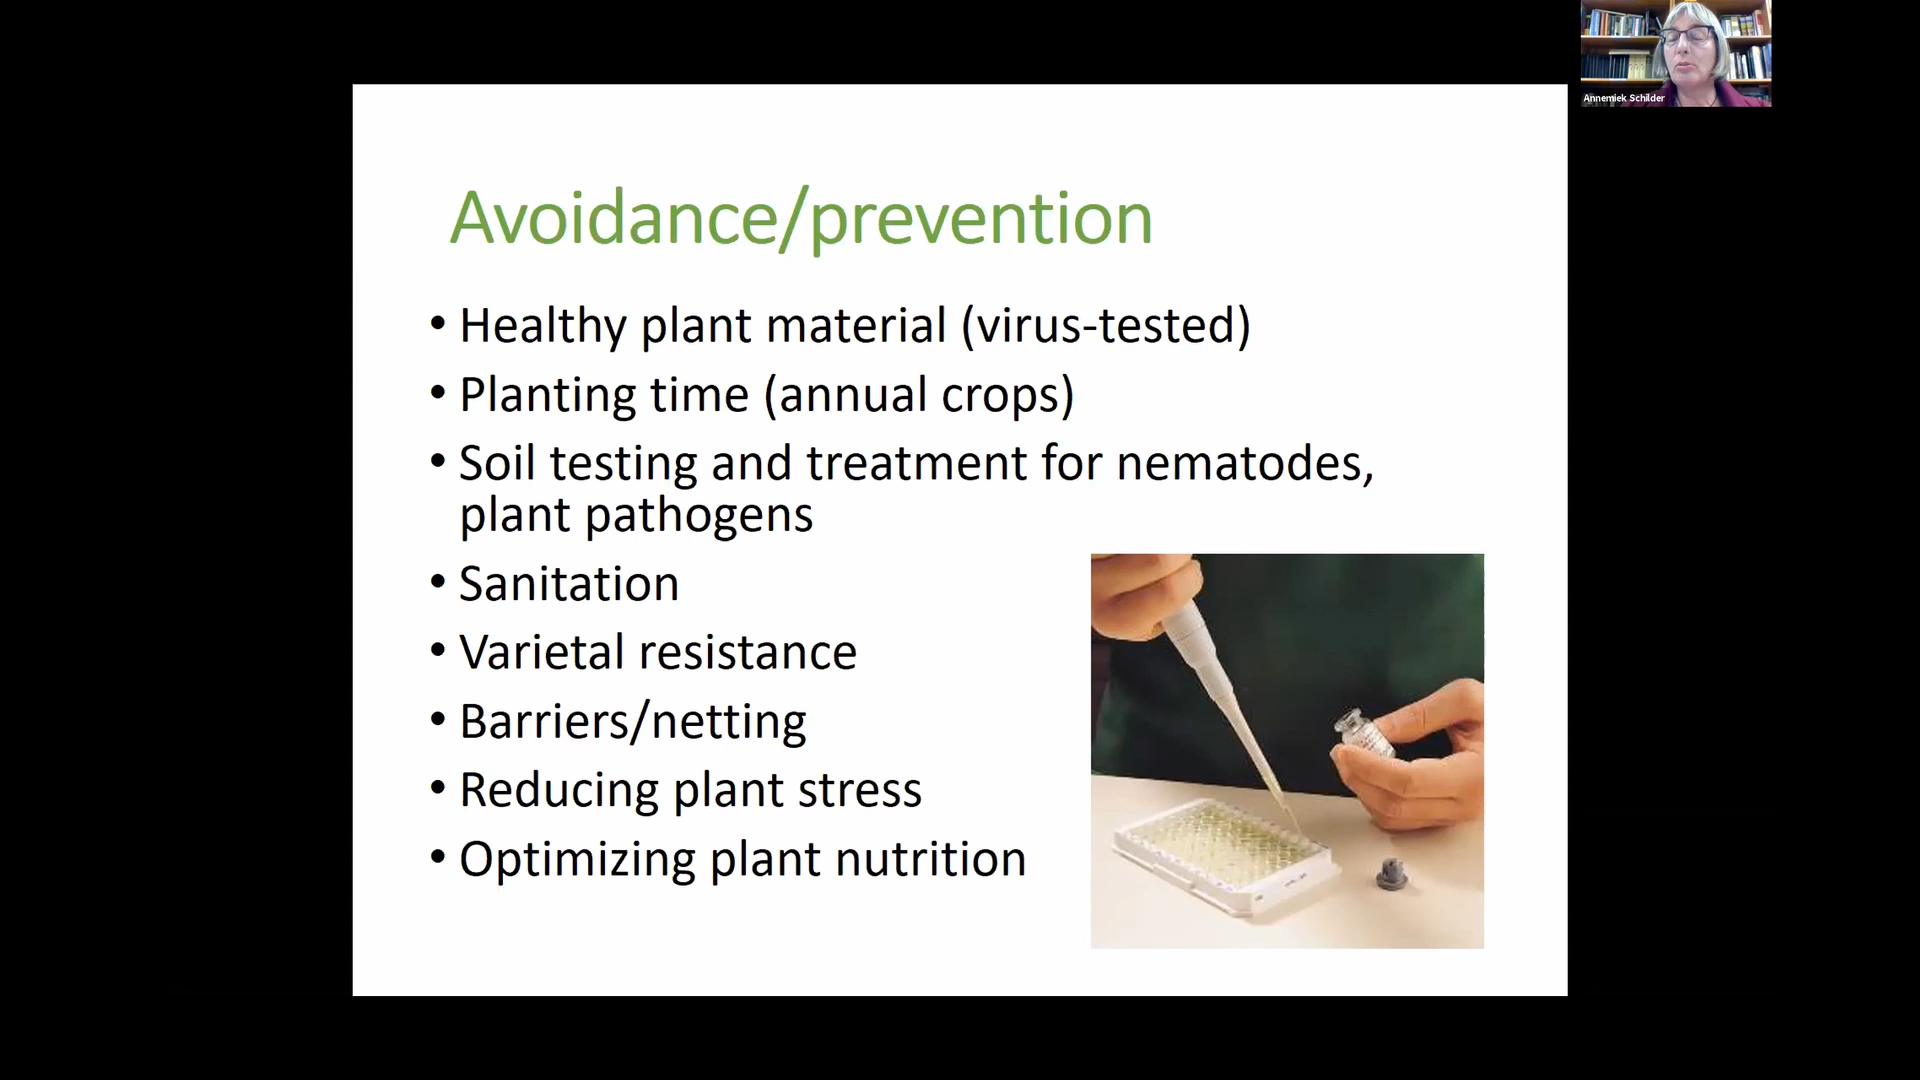 Annemiek Schilder
Avoidance/prevention
• Healthy plant material (virus-tested)
• Planting time (annual crops)
• Soil testing and treatment for nematodes,
plant pathogens
• Sanitation
• Varietal resistance
• Barriers/netting
• Reducing plant stress
• Optimizing plant nutrition